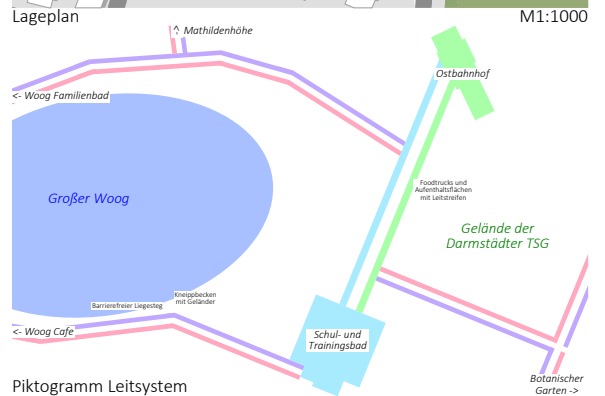 Lageplan
M1:1000
^ Mathildenhöhe
Ostbahnhof
<- Woog Familienbad
Foodtrucks und
Aufenthaltsflächen
mit Leitstreifen
Großer Woog
Gelände der
Darmstädter TSG
Kneippbecken
mit Geländer
Barrierefreier Liegesteg
<- Woog Cafe
Schul- und
Trainingsbad
Botanischer
Garten ->
Piktogramm Leitsystem